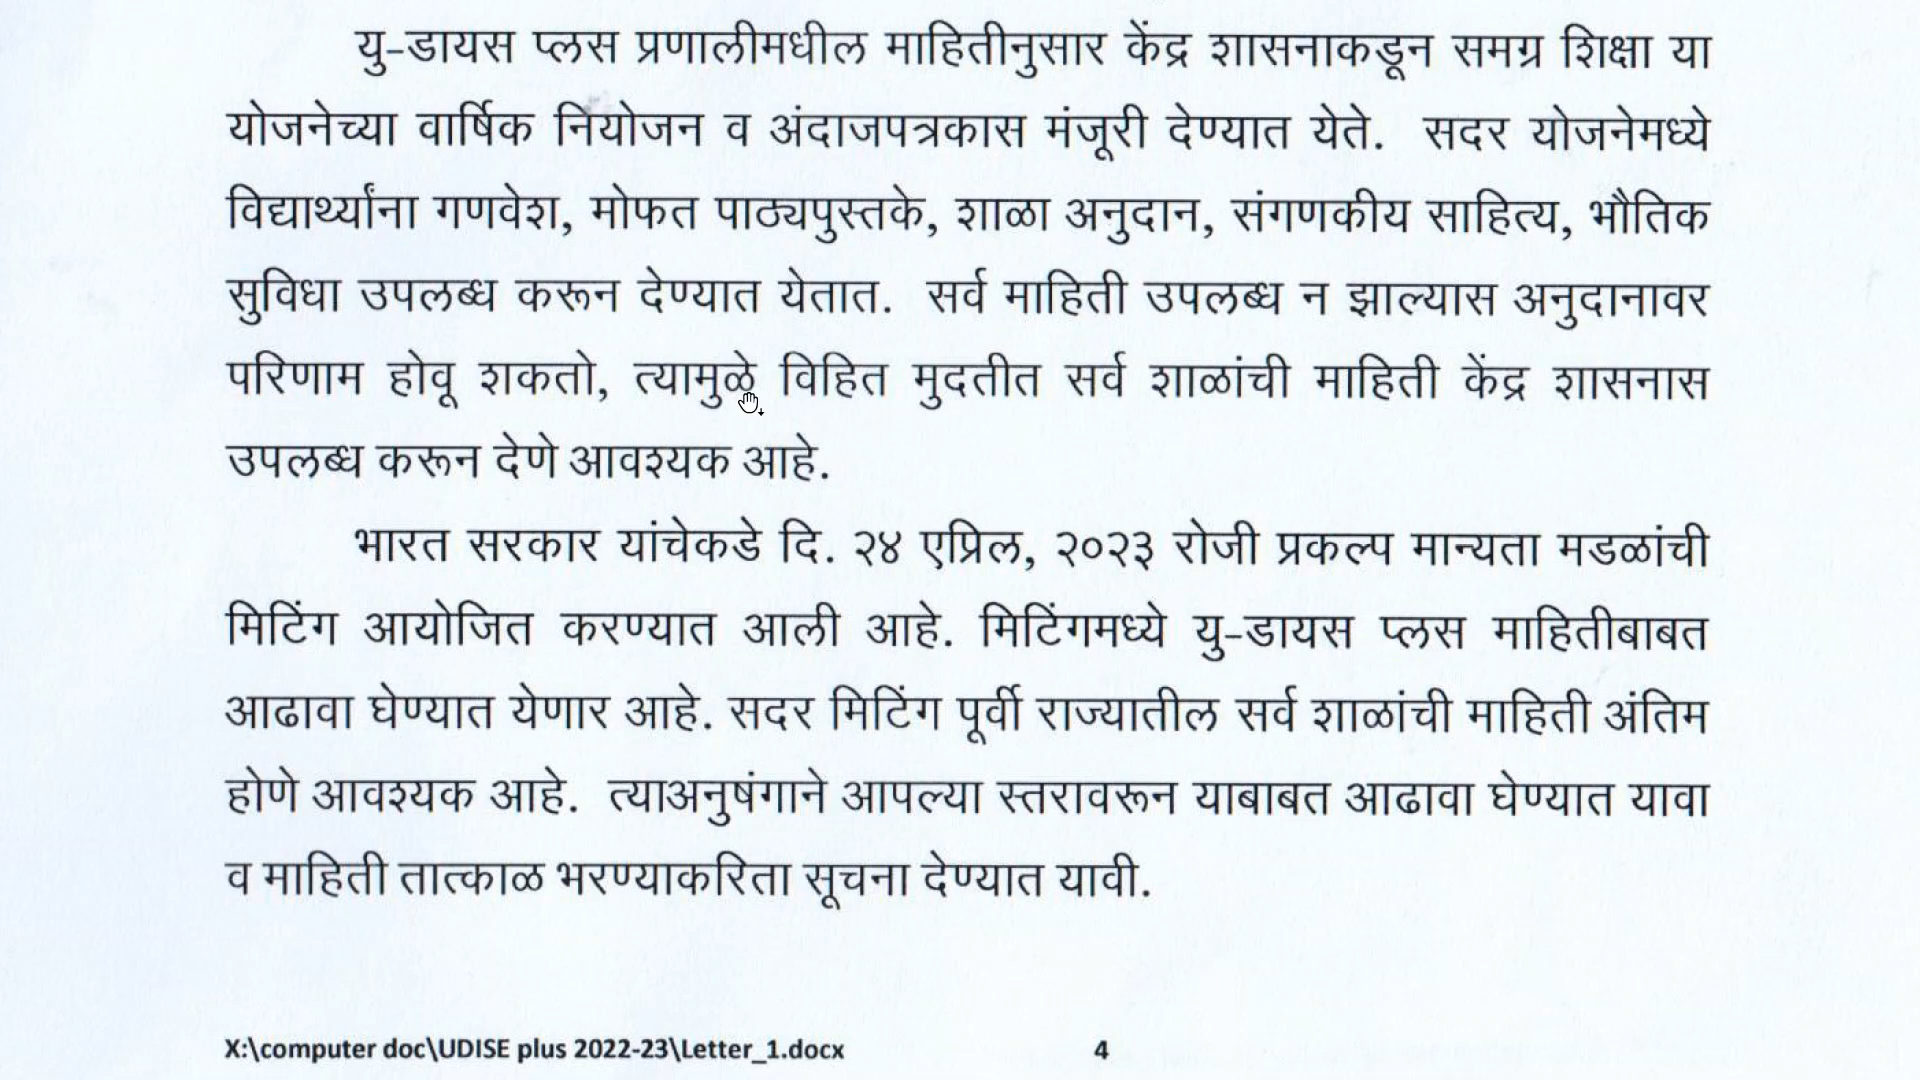 यु-डायस प्लस प्रणालीमधील माहितीनुसार केंद्र शासनाकडून समग्र शिक्षा या
योजनेच्या वार्षिक नियोजन व अंदाजपत्रकास मंजूरी देण्यात येते. सदर योजनेमध्ये
विद्यार्थ्यांना गणवेश, मोफत पाठ्यपुस्तके, शाळा अनुदान, संगणकीय साहित्य, भौतिक
सुविधा उपलब्ध करून देण्यात येतात. सर्व माहिती उपलब्ध न झाल्यास अनुदानावर
परिणाम होवू शकतो, त्यामुळे विहित मुदतीत सर्व शाळांची माहिती केंद्र शासनास
उपलब्ध करून देणे आवश्यक आहे.
भारत सरकार यांचेकडे दि. २४ एप्रिल, २०२३ रोजी प्रकल्प मान्यता मडळांची
मिटिंग आयोजित करण्यात आली आहे. मिटिंगमध्ये यु-डायस प्लस माहितीबाबत
आढावा घेण्यात येणार आहे. सदर मिटिंग पूर्वी राज्यातील सर्व शाळांची माहिती अंतिम
होणे आवश्यक आहे. त्याअनुषंगाने आपल्या स्तरावरून याबाबत आढावा घेण्यात यावा
व माहिती तात्काळ भरण्याकरिता सूचना देण्यात यावी.
X:\computer doc\UDISE plus 2022-23\Letter_1.docx 4